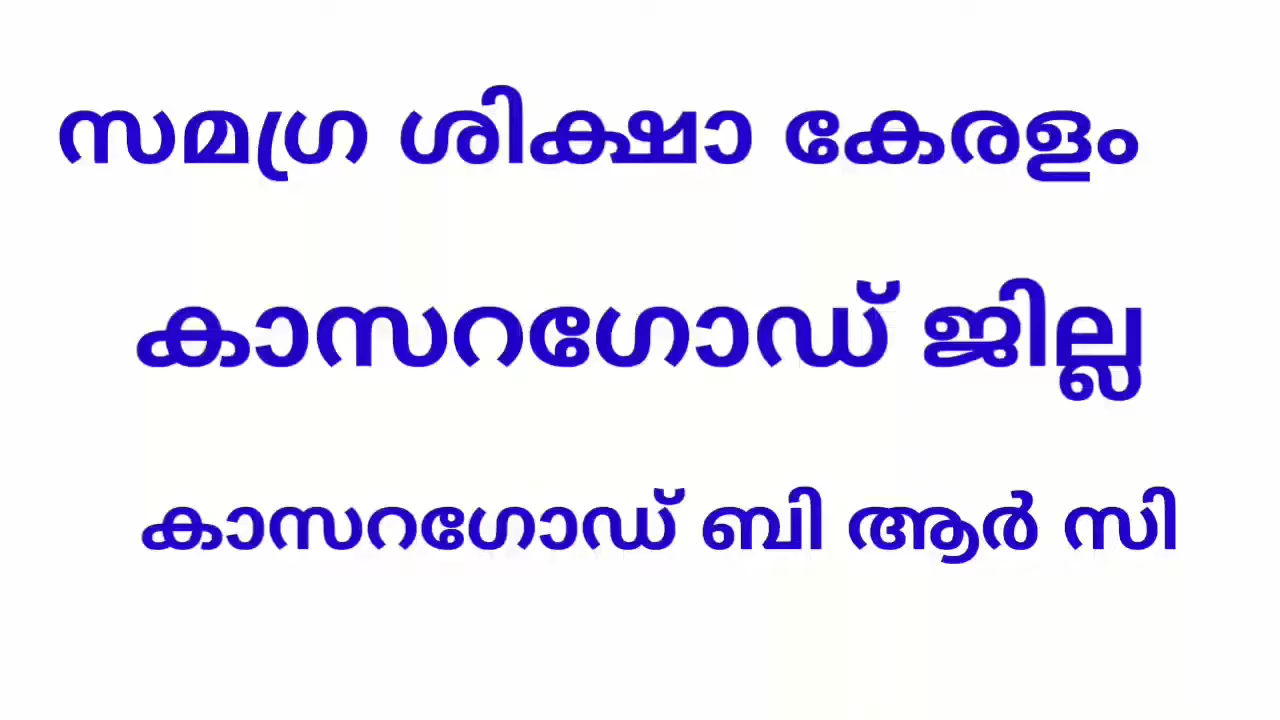 സമഗ്ര ശിക്ഷാ കേരളം
കാസറഗോഡ് ജില്ല
കാസറഗോഡ് ബി ആർ സി